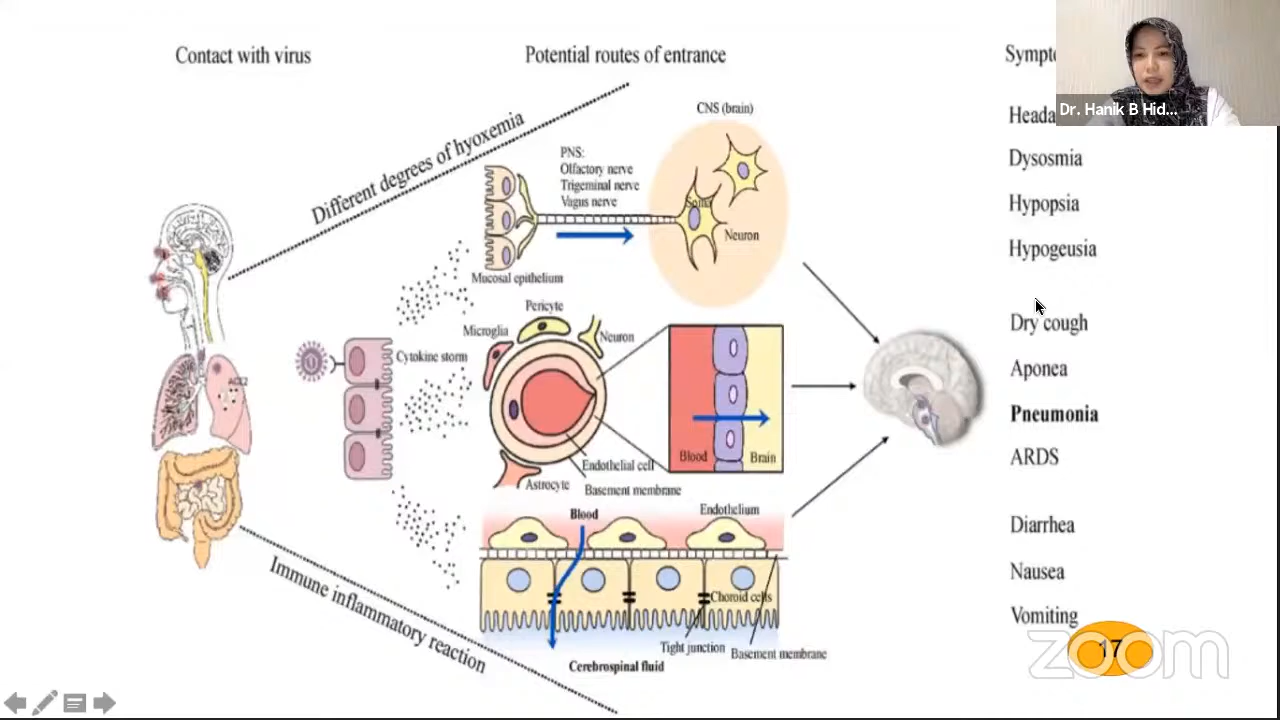 Contact with virus
Potential routes of entrance
Sympto
Dr. Hanik B Hid...
Different degrees of hyoxemia
CNS (brain)
PNS:
Olfactory nerve
Trigeminal nerve
Vagus nerve
Soma
Neuron
Mucosal epithelium
Heada
Dysosmia
Hypopsia
Hypogeusia
Pericyte
Microglia
Neuron
Cytokine storm
ACE2
Endothelial cell
Astrocyte
Basement membrane
Blood
Brain
Dry cough
Aponea
Pneumonia
ARDS
Blood
Endothelium
Choroid cells
Tight junction
Basement membrane
Cerebrospinal fluid
Immune inflammatory reaction
Diarrhea
Nausea
Vomiting
17
zoom